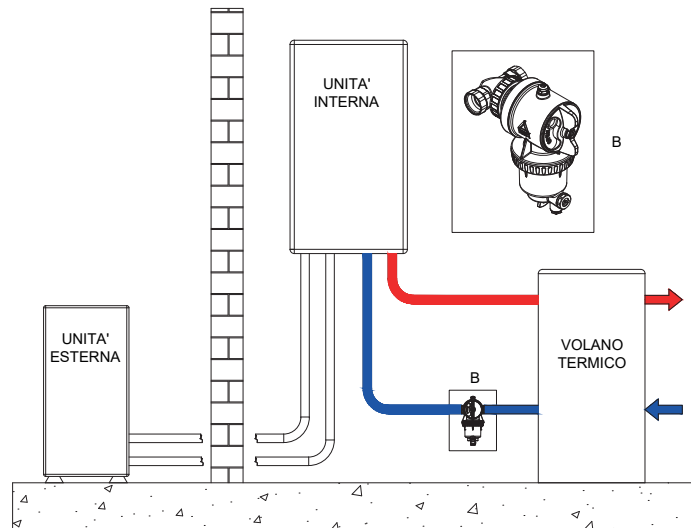 UNITA'
INTERNA
B
UNITA'
ESTERNA
VOLANO
TERMICO
B